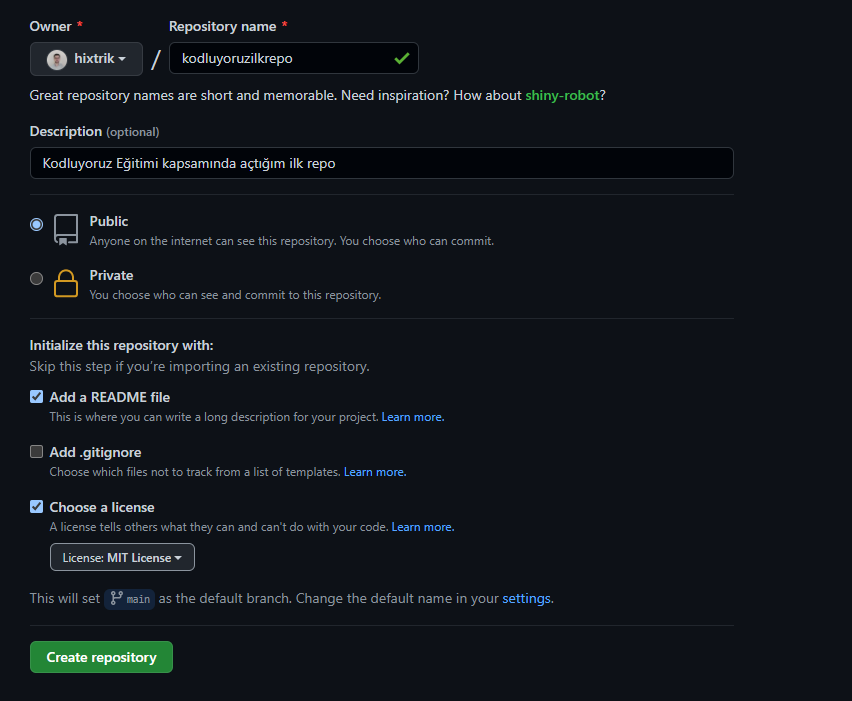 Owner * Repository name *
hixtrik / kodluyoruzilkrepo
Great repository names are short and memorable. Need inspiration? How about shiny-robot?
Description (optional)
Kodluyoruz Eğitimi kapsamında açtığım ilk repo
Public
Anyone on the internet can see this repository. You choose who can commit.
Private
You choose who can see and commit to this repository.
Initialize this repository with:
Skip this step if you're importing an existing repository.
Add a README file
This is where you can write a long description for your project. Learn more.
Add .gitignore
Choose which files not to track from a list of templates. Learn more.
Choose a license
A license tells others what they can and can't do with your code. Learn more.
License: MIT License
This will set main as the default branch. Change the default name in your settings.
Create repository